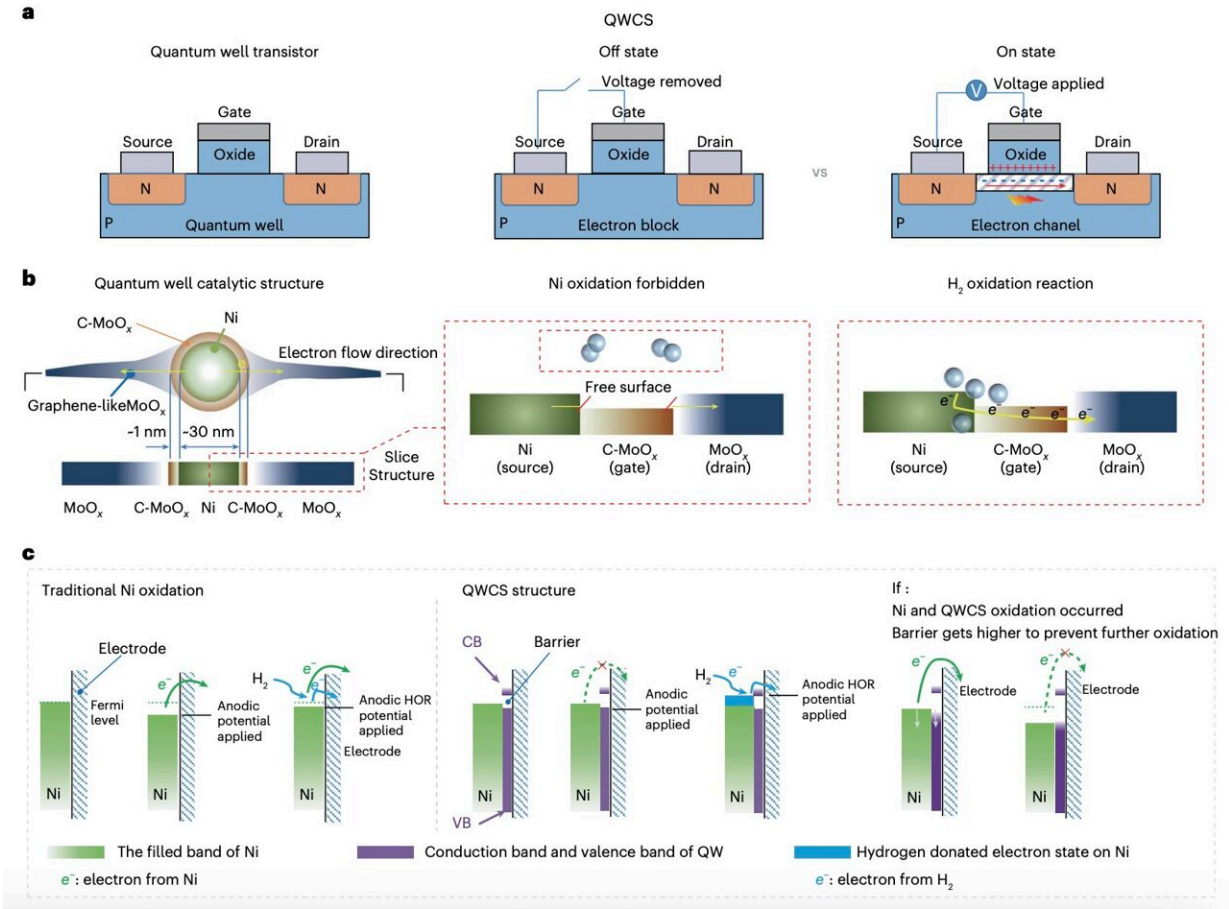 a
QWCS
Quantum well transistor
Off state
On state
Voltage removed
V
Voltage applied
Gate
Gate
Gate
Source
Oxide
Drain
Source
Oxide
Drain
Source
Oxide
Drain
vs
N
N
N
N
N
N
P
Quantum well
P
Electron block
P
Electron chanel
b
Quantum well catalytic structure
Ni oxidation forbidden
H₂ oxidation reaction
C-MoOₓ
Ni
Electron flow direction
e⁻
Graphene-likeMoOₓ
~1 nm
~30 nm
Slice
Structure
MoOₓ
C-MoOₓ
Ni
C-MoOₓ
MoOₓ
Free surface
Ni
(source)
C-MoOₓ
(gate)
MoOₓ
(drain)
e⁻
e⁻
e⁻
e⁻
e⁻
Ni
(source)
C-MoOₓ
(gate)
MoOₓ
(drain)
c
Traditional Ni oxidation
Electrode
Fermi
level
Ni
e⁻
Anodic
potential
applied
Ni
H₂
e⁻
e⁻
Anodic HOR
potential
applied
Electrode
Ni
QWCS structure
CB
Barrier
Ni
VB
e⁻
Anodic
potential
applied
Ni
H₂
e⁻
Anodic HOR
potential
applied
Ni
If :
Ni and QWCS oxidation occurred
Barrier gets higher to prevent further oxidation
e⁻
Electrode
Ni
e⁻
Electrode
Ni
The filled band of Ni
Conduction band and valence band of QW
Hydrogen donated electron state on Ni
e⁻: electron from Ni
e⁻: electron from H₂